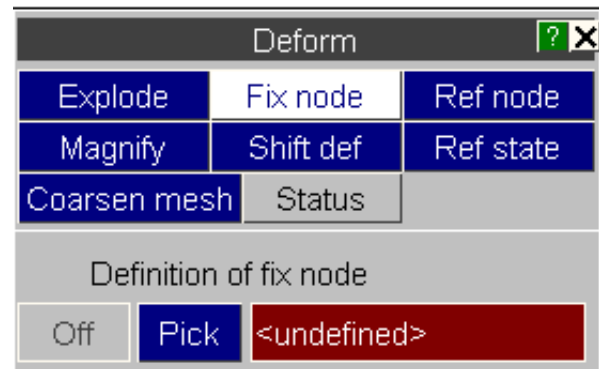 Deform ? X
Explode Fix node Ref node
Magnify Shift def Ref state
Coarsen mesh Status
Definition of fix node
Off Pick <undefined>